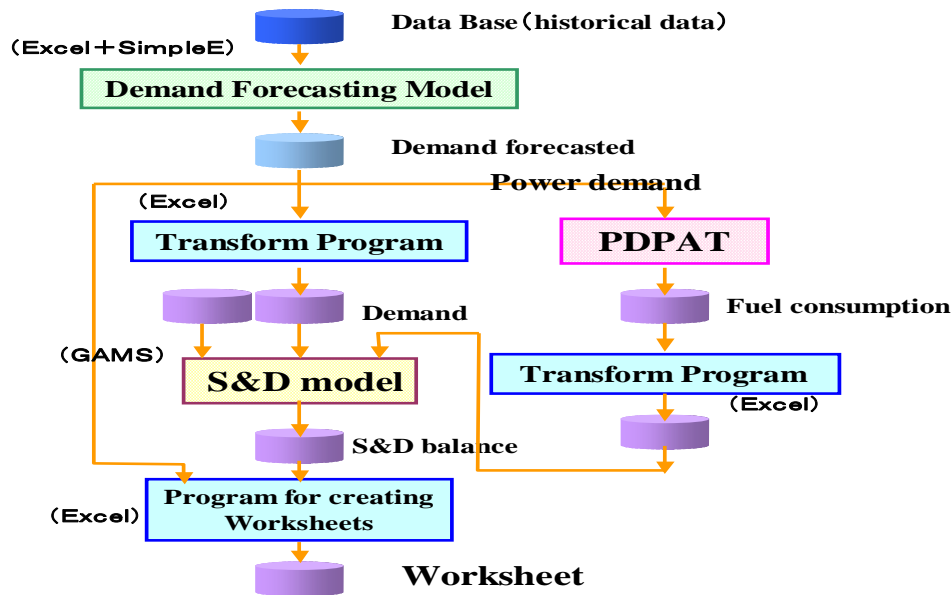 Data Base（historical data）
（Excel＋SimpleE）
Demand Forecasting Model
Demand forecasted
Power demand
（Excel）
Transform Program
PDPAT
Fuel consumption
Demand
（GAMS）
S&D model
Transform Program
（Excel）
S&D balance
Program for creating
Worksheets
（Excel）
Worksheet